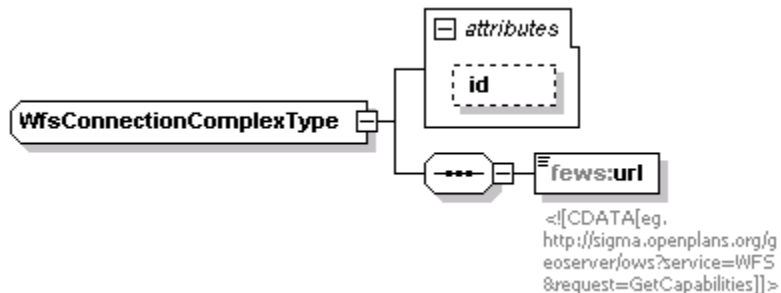 attributes
id
WfsConnectionComplexType
fews:url
<![CDATA[eg.
http://sigma.openplans.org/g
eoserver/ows?service=WFS
&request=GetCapabilities]]>